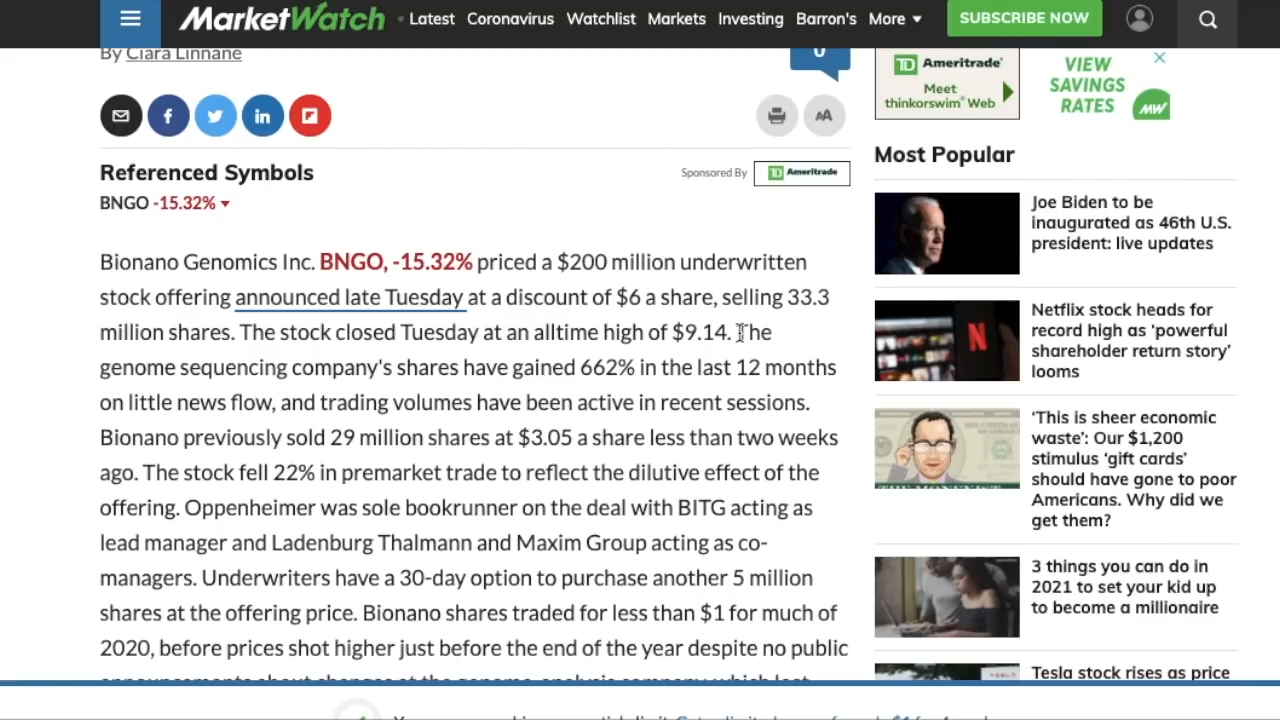 MarketWatch • Latest Coronavirus Watchlist Markets Investing Barron's More SUBSCRIBE NOW
By Ciara Linnane
0
AA
Referenced Symbols
Sponsored By TD Ameritrade
BNGO -15.32%
Bionano Genomics Inc. BNGO, -15.32% priced a $200 million underwritten
stock offering announced late Tuesday at a discount of $6 a share, selling 33.3
million shares. The stock closed Tuesday at an alltime high of $9.14. The
genome sequencing company's shares have gained 662% in the last 12 months
on little news flow, and trading volumes have been active in recent sessions.
Bionano previously sold 29 million shares at $3.05 a share less than two weeks
ago. The stock fell 22% in premarket trade to reflect the dilutive effect of the
offering. Oppenheimer was sole bookrunner on the deal with BITG acting as
lead manager and Ladenburg Thalmann and Maxim Group acting as co-
managers. Underwriters have a 30-day option to purchase another 5 million
shares at the offering price. Bionano shares traded for less than $1 for much of
2020, before prices shot higher just before the end of the year despite no public
TD Ameritrade
Meet
thinkorswim® Web
VIEW
SAVINGS
RATES
MW
Most Popular
Joe Biden to be
inaugurated as 46th U.S.
president: live updates
N
Netflix stock heads for
record high as ‘powerful
shareholder return story’
looms
‘This is sheer economic
waste’: Our $1,200
stimulus ‘gift cards’
should have gone to poor
Americans. Why did we
get them?
3 things you can do in
2021 to set your kid up
to become a millionaire
Tesla stock rises as price